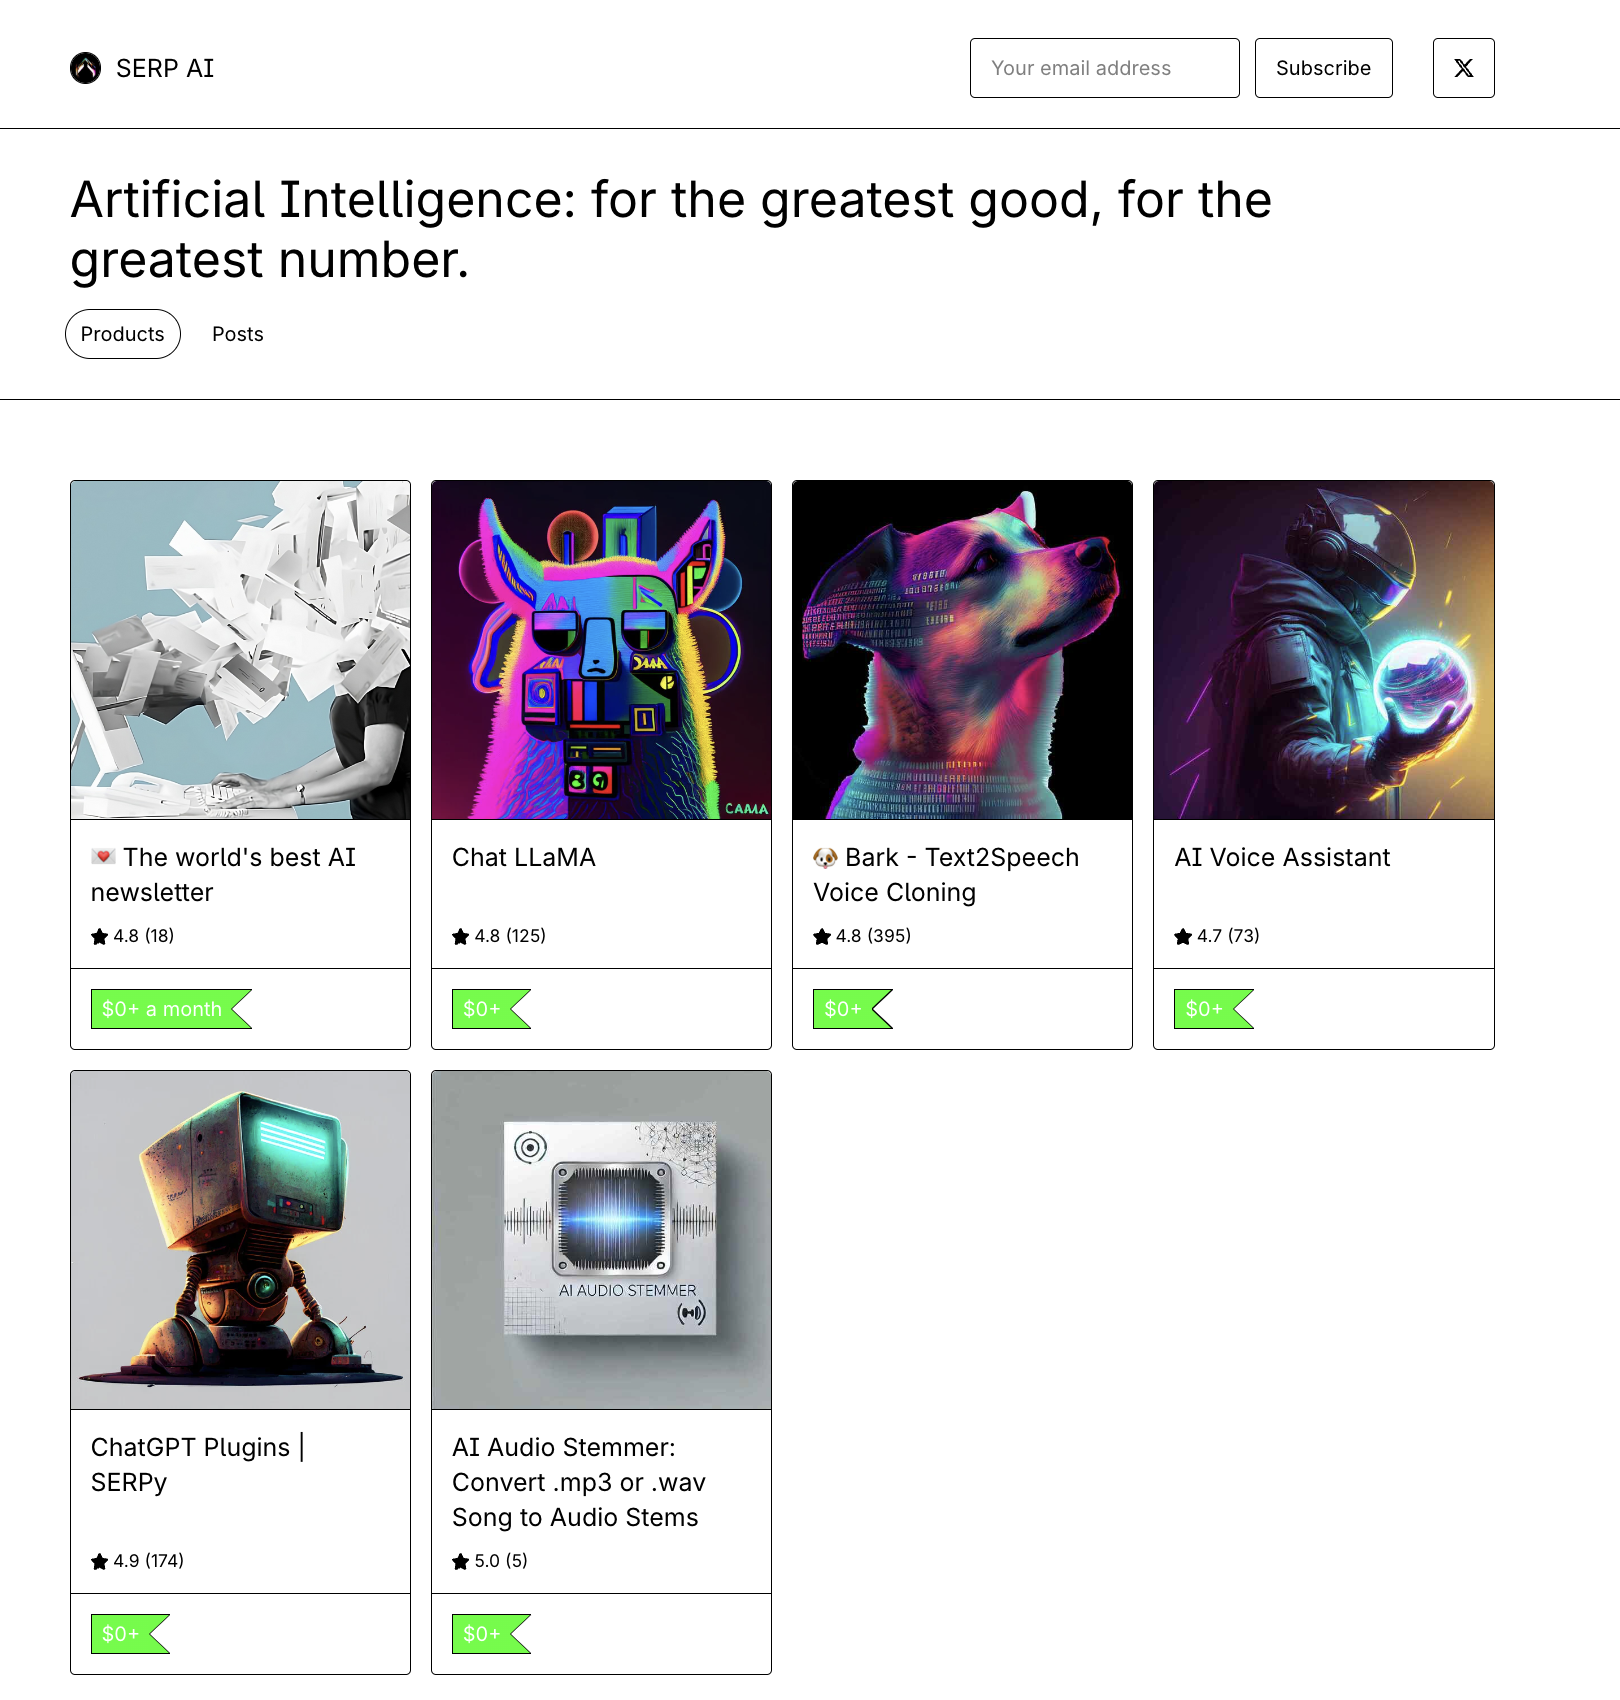 SERP AI
Your email address
Subscribe
Artificial Intelligence: for the greatest good, for the
greatest number.
Products
Posts
CAMA
💌 The world's best AI
newsletter
4.8 (18)
$0+ a month
Chat LLaMA
4.8 (125)
$0+
🐶 Bark - Text2Speech
Voice Cloning
4.8 (395)
$0+
AI Voice Assistant
4.7 (73)
$0+
ChatGPT Plugins |
SERPy
4.9 (174)
$0+
AI AUDIO STEMMER
AI Audio Stemmer:
Convert .mp3 or .wav
Song to Audio Stems
5.0 (5)
$0+